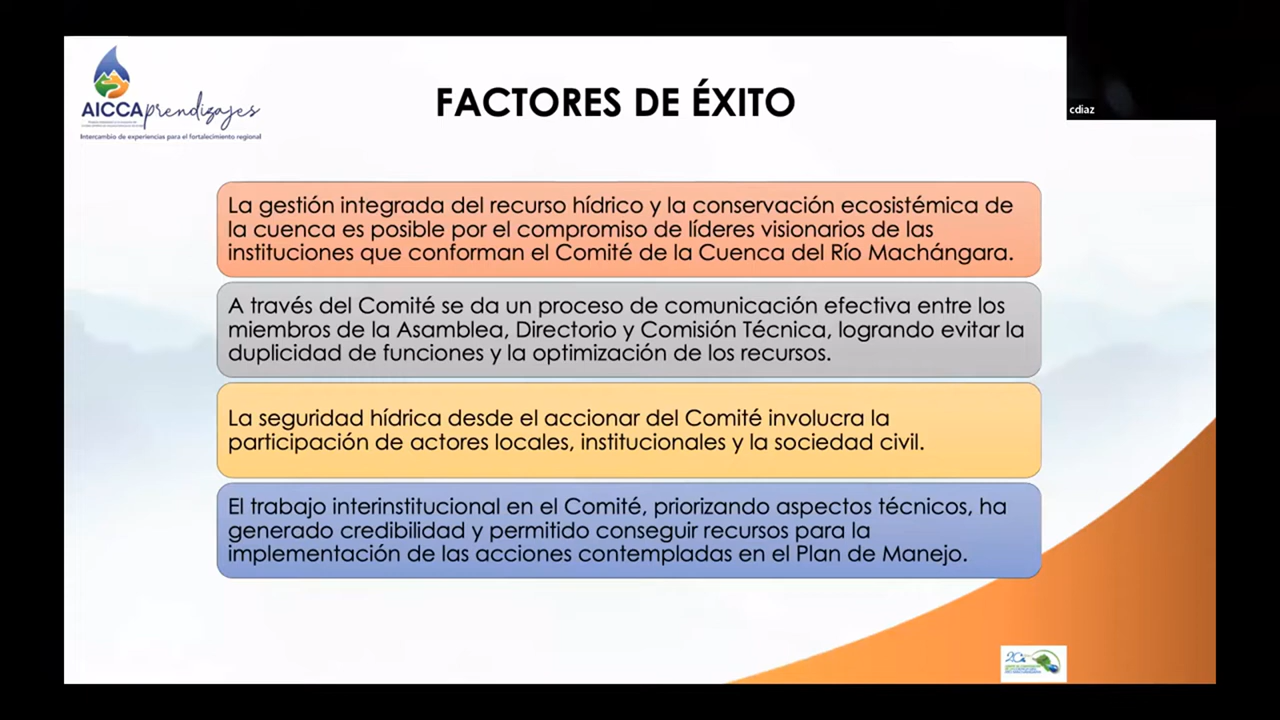 AICCAprendizajes
Intercambio de experiencias para el fortalecimiento regional
FACTORES DE ÉXITO
cdiaz
La gestión integrada del recurso hídrico y la conservación ecosistémica de
la cuenca es posible por el compromiso de líderes visionarios de las
instituciones que conforman el Comité de la Cuenca del Río Machángara.
A través del Comité se da un proceso de comunicación efectiva entre los
miembros de la Asamblea, Directorio y Comisión Técnica, logrando evitar la
duplicidad de funciones y la optimización de los recursos.
La seguridad hídrica desde el accionar del Comité involucra la
participación de actores locales, institucionales y la sociedad civil.
El trabajo interinstitucional en el Comité, priorizando aspectos técnicos, ha
generado credibilidad y permitido conseguir recursos para la
implementación de las acciones contempladas en el Plan de Manejo.